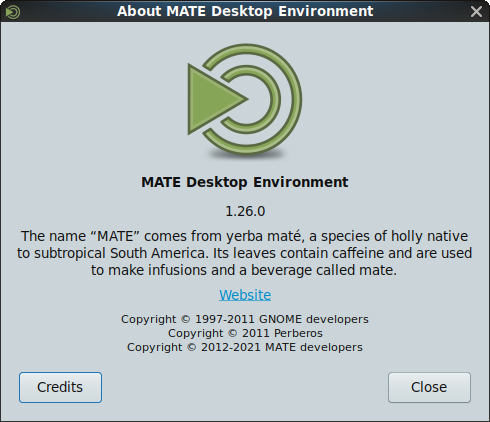 About MATE Desktop Environment
MATE Desktop Environment
1.26.0
The name “MATE” comes from yerba maté, a species of holly native
to subtropical South America. Its leaves contain caffeine and are used
to make infusions and a beverage called mate.
Website
Copyright © 1997-2011 GNOME developers
Copyright © 2011 Perberos
Copyright © 2012-2021 MATE developers
Credits
Close